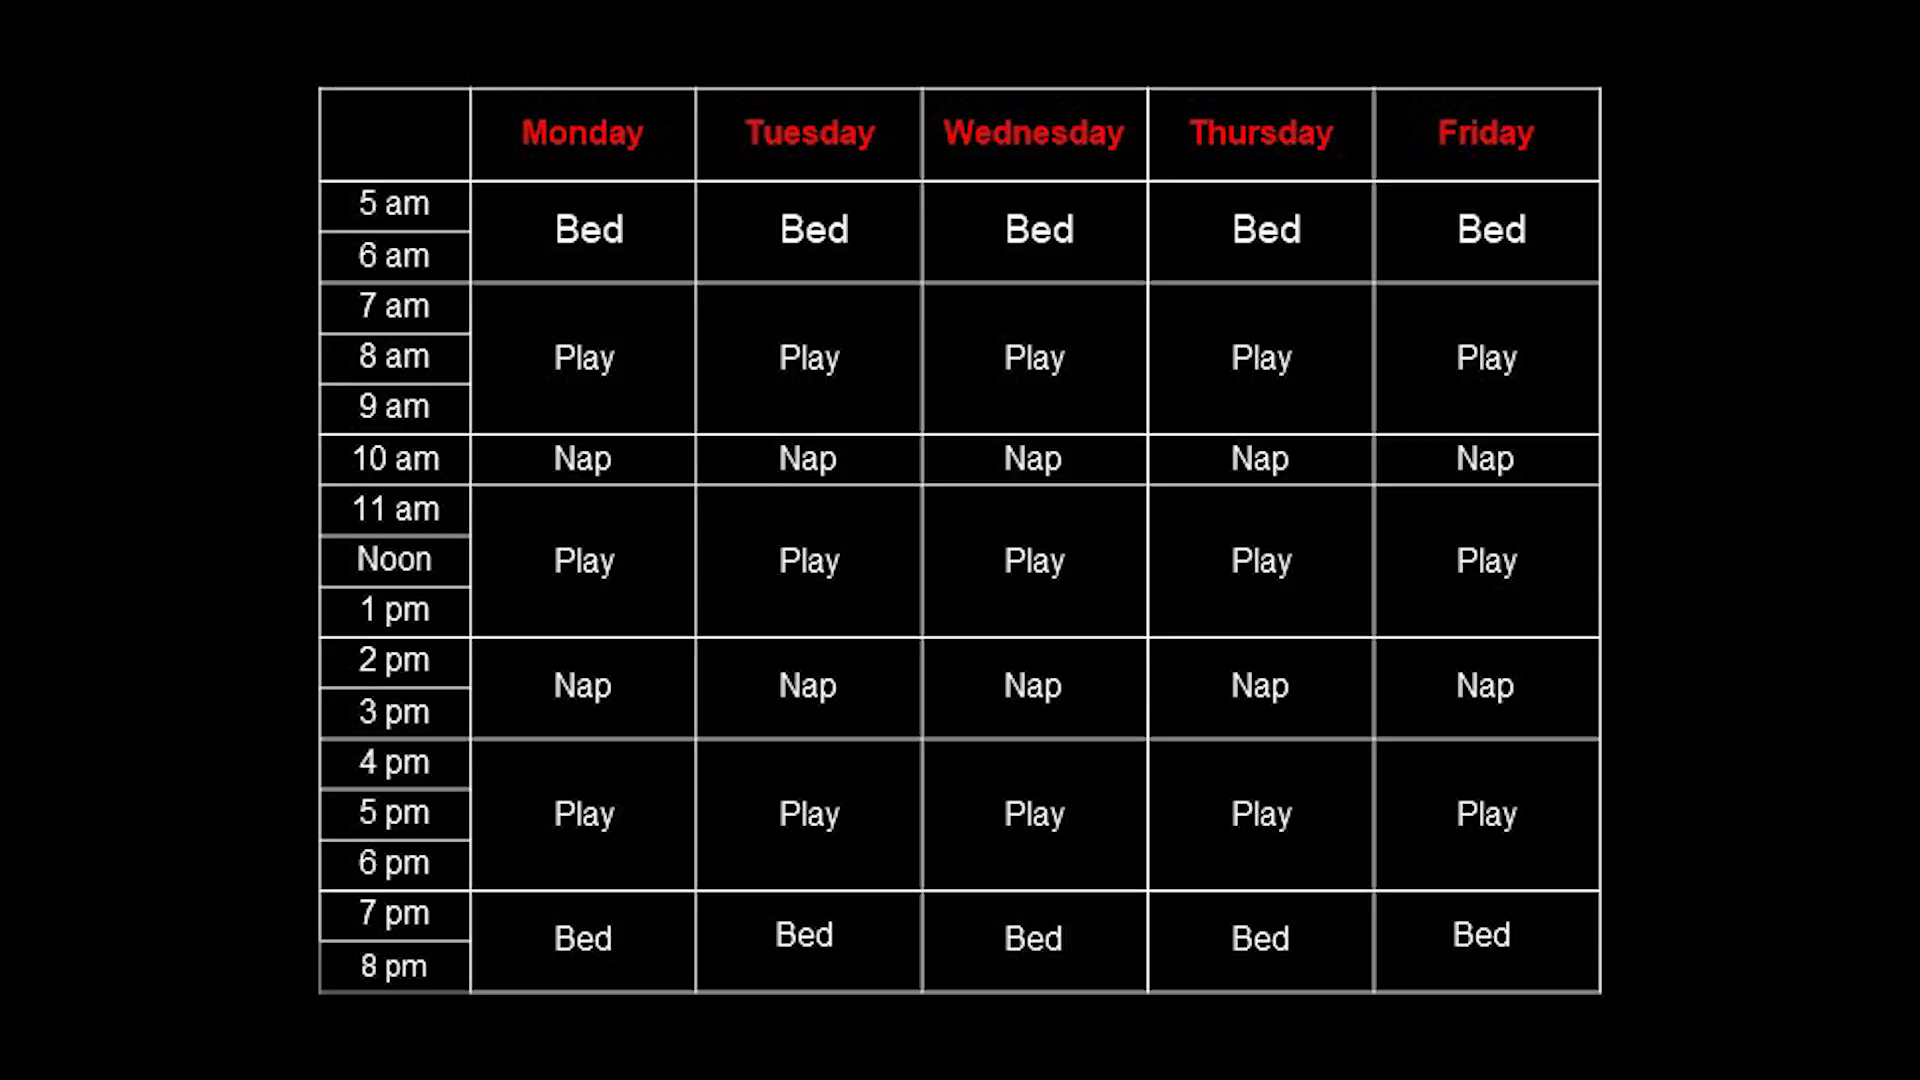 Monday Tuesday Wednesday Thursday Friday
5 am
Bed Bed Bed Bed Bed
6 am
7 am
8 am Play Play Play Play Play
9 am
10 am Nap Nap Nap Nap Nap
11 am
Noon Play Play Play Play Play
1 pm
2 pm
Nap Nap Nap Nap Nap
3 pm
4 pm
5 pm Play Play Play Play Play
6 pm
7 pm
Bed Bed Bed Bed Bed
8 pm